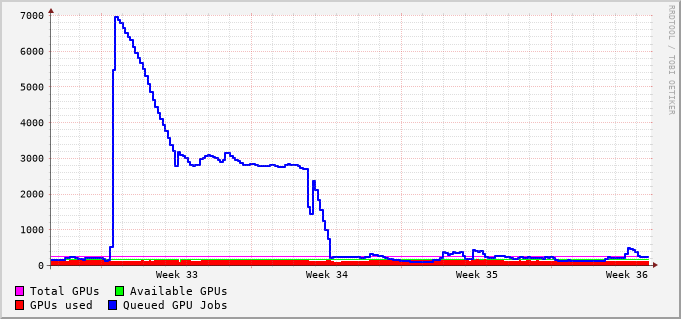 7000
6000
5000
4000
3000
2000
1000
0
Week 33 Week 34 Week 35 Week 36
Total GPUs Available GPUs
GPUs used Queued GPU Jobs
RRDTOOL / TOBI OETIKER